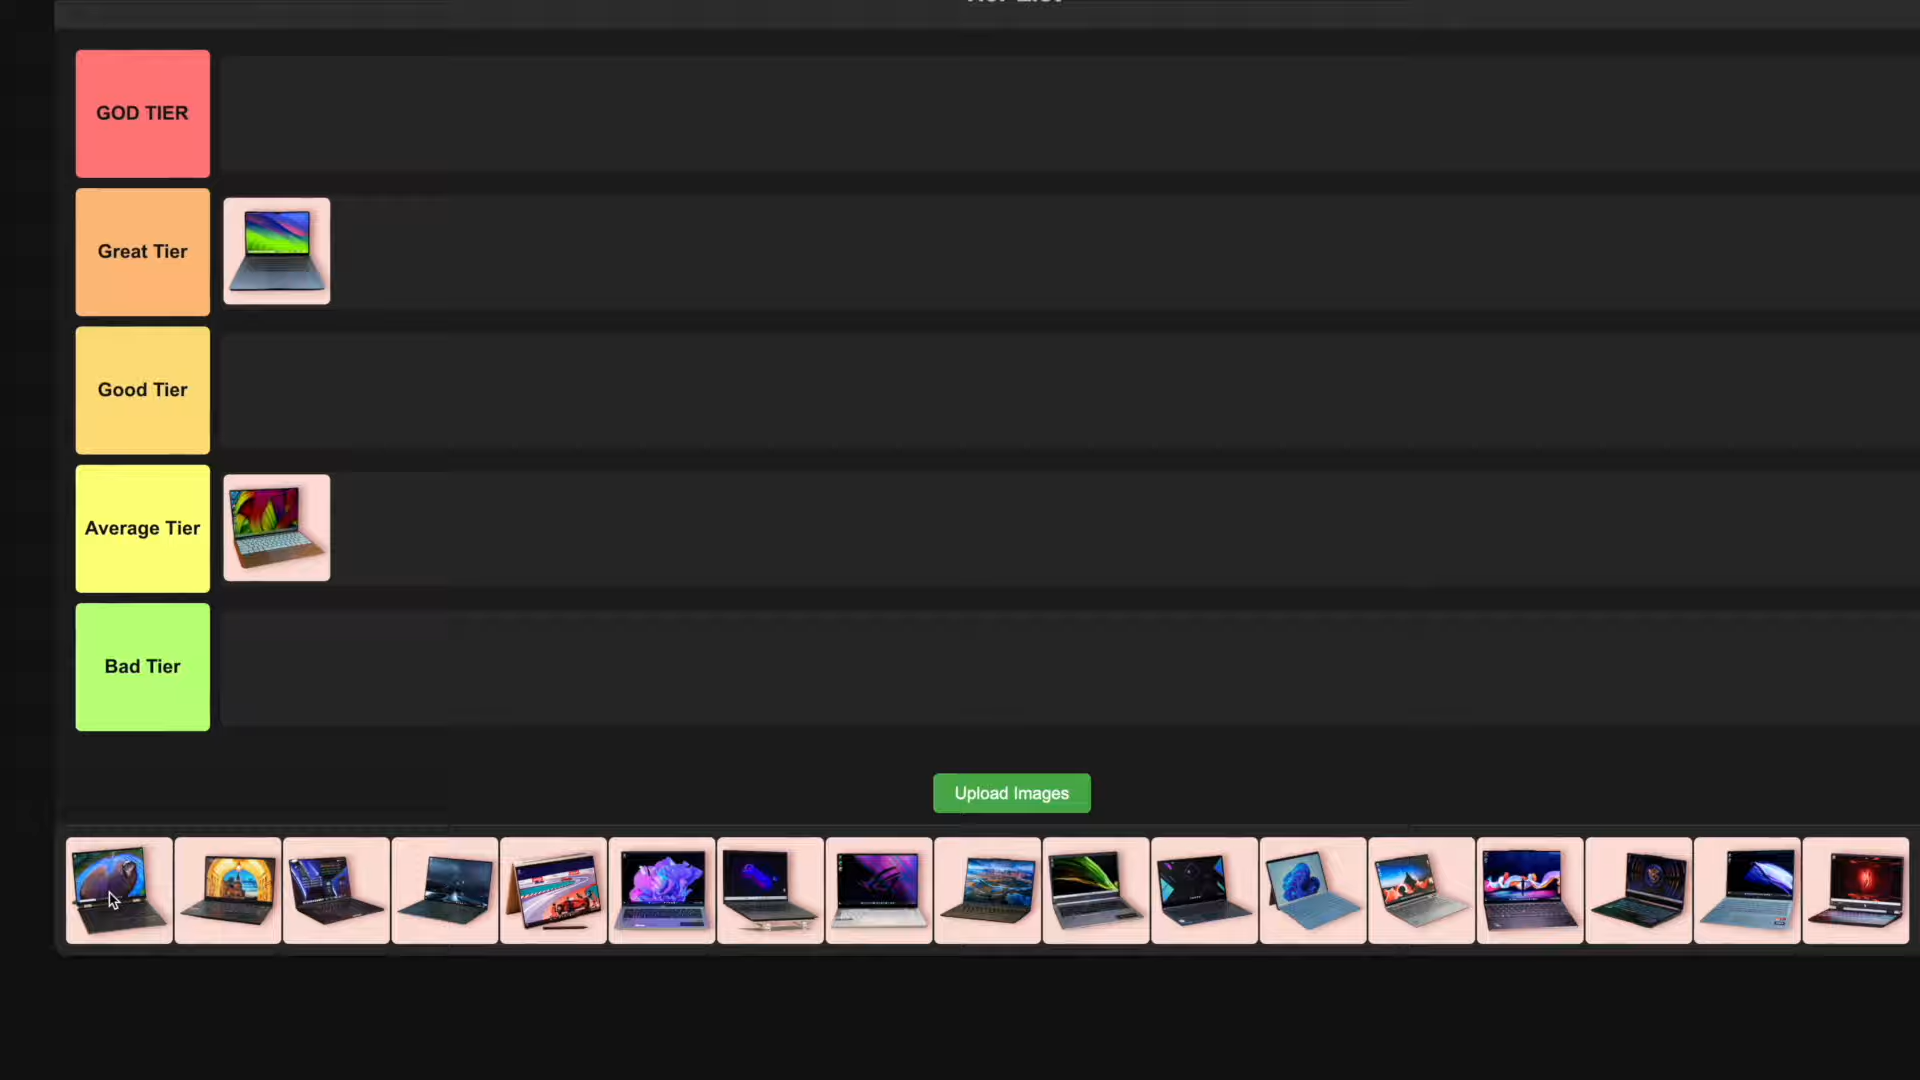 GOD TIER
Great Tier
Good Tier
Average Tier
Bad Tier
Upload Images